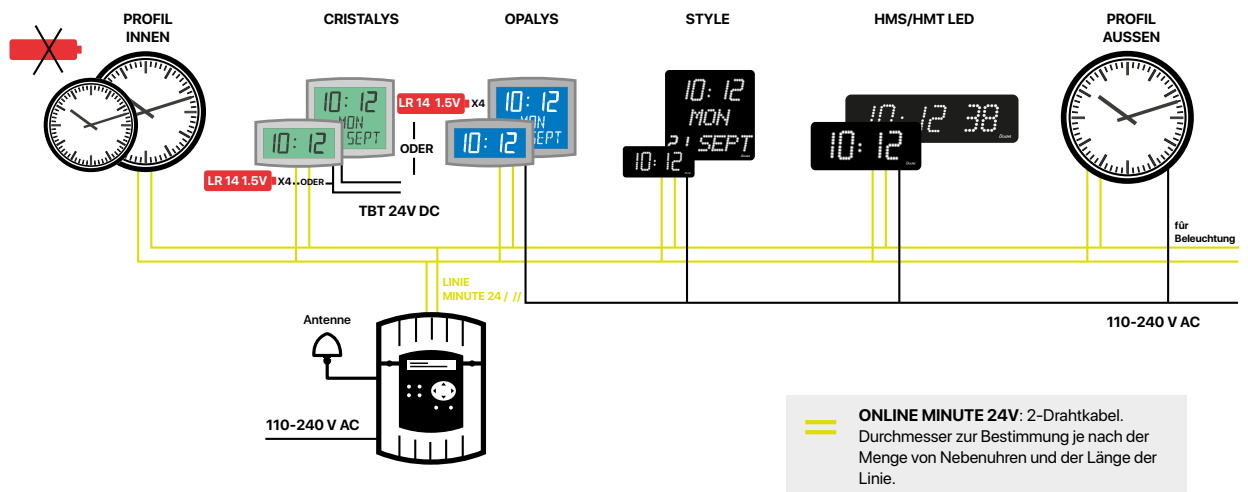 PROFIL
INNEN
CRISTALYS
OPALYS
STYLE
HMS/HMT LED
PROFIL
AUSSEN
10:12
MON
SEPT
10:12
LR 14 1.5V X4
ODER
LR 14 1.5V X4..ODER
TBT 24V DC
10:12
MON
SEPT
10:12
10:12
MON
21 SEPT
10:12
10:12 38
10:12
für
Beleuchtung
LINIE
MINUTE 24 / //
110-240 V AC
Antenne
110-240 V AC
ONLINE MINUTE 24V: 2-Drahtkabel.
Durchmesser zur Bestimmung je nach der
Menge von Nebenuhren und der Länge der
Linie.